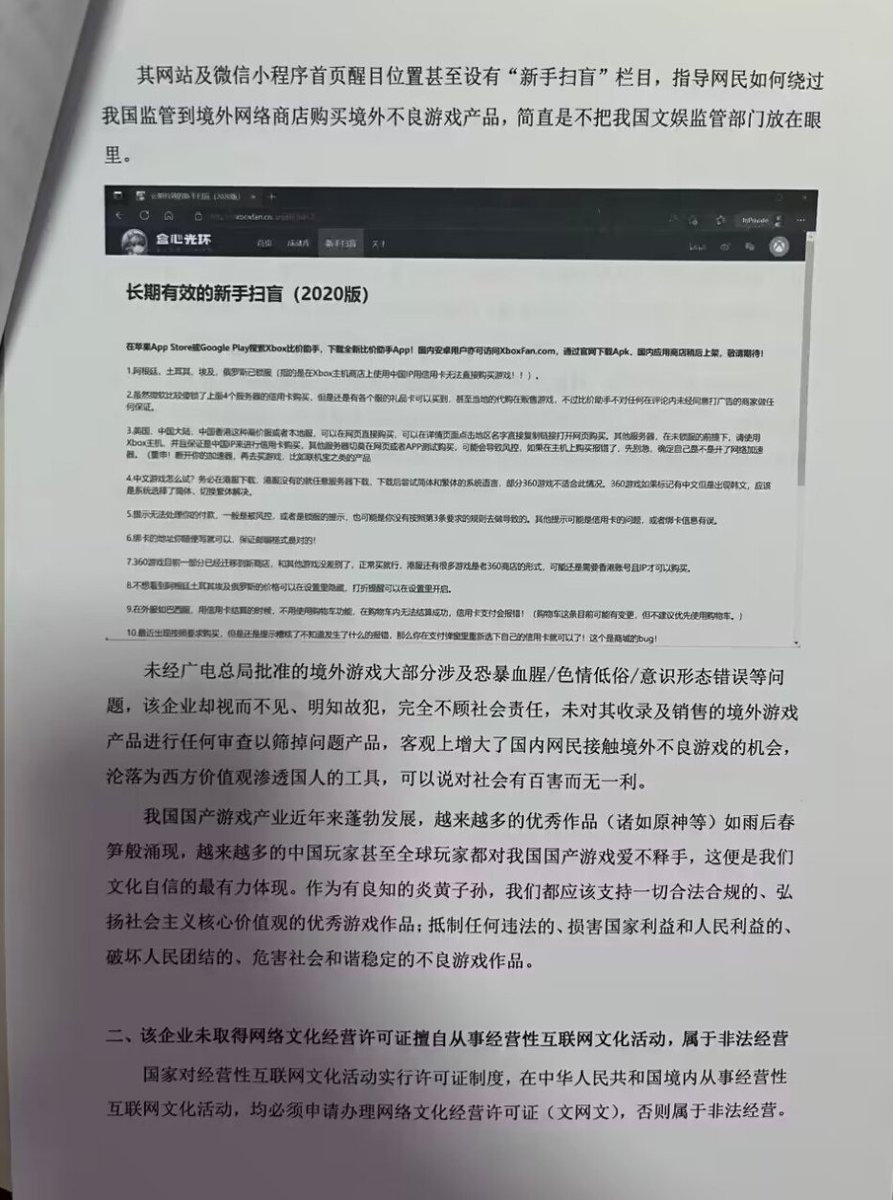 其网站及微信小程序首页醒目位置甚至设有“新手扫盲”栏目，指导网民如何绕过
我国监管到境外网络商店购买境外不良游戏产品，简直是不把我国文娱监管部门放在眼
里。
长期有效的新手扫盲（2020版）
盒心光环
首页
新手扫盲
长期有效的新手扫盲（2020版）
在苹果App Store或Google Play搜索Xbox比价助手，下载全新比价助手App！国内安卓用户亦可访问XboxFan.com，通过官网下载Apk，国内应用商店稍后上架，敬请期待！
1.阿根廷、土耳其、埃及、俄罗斯已锁服（指的是在Xbox主机商店上使用中国IP用信用卡无法直接购买游戏！！）。
2.虽然微软比较傻锁了上面4个服务器的信用卡购买，但是还是有各个服的礼品卡可以买到，甚至当地的代购在贩售游戏，不过比价助手不对任何在评论内未经同意打广告的商家做任
何保证。
3.美国、中国大陆、中国香港这种高价服或者本地服，可以在网页直接购买，可以在详情页面点击地区名字直接复制链接打开网页购买。其他服务器，在未锁服的前提下，请使用
Xbox主机，并且保证是中国IP来进行信用卡购买，其他服务器切莫在网页或者APP测试购买，可能会导致风控，如果在主机上购买报错了，先别急，确定自己是不是开了网络加速
器。（重申！断开你的加速器，再去买游戏，比如联机宝之类的产品
4.中文游戏怎么试？务必在港服下载，港服没有的就任意服务器下载，下载后尝试简体和繁体的系统语言，部分360游戏不适合此情况。360游戏如果标记有中文但是出现韩文，应该
是系统选择了简体，切换繁体解决。
5.提示无法处理你的付款，一般是被风控，或者是锁服的提示，也可能是你没有按照第3条要求的规则去做导致的。其他提示可能是信用卡的问题，或者绑卡信息有误。
6.绑卡的地址你随便写就可以，保证邮编格式是对的！
7.360游戏目前一部分已经迁移到新商店，和其他游戏没差别了，正常买就行，港服还有很多游戏是老360商店的形式，可能还是需要香港账号且IP才可以购买。
8.不想看到阿根廷土耳其埃及俄罗斯的价格可以在设置里隐藏，打折提醒可以在设置里开启。
9.在外服如巴西服，用信用卡结算的时候，不用使用购物车功能，在购物车内无法结算成功，信用卡支付会报错！（购物车这条目前可能有变更，但不建议优先使用购物车。）
10.最近出现按照要求购买，但是还是提示糟糕了不知道发生了什么的报错，那么你在支付弹窗里重新选下自己的信用卡就可以了！这个是商城的bug！
未经广电总局批准的境外游戏大部分涉及恐暴血腥/色情低俗/意识形态错误等问
题，该企业却视而不见、明知故犯，完全不顾社会责任，未对其收录及销售的境外游戏
产品进行任何审查以筛掉问题产品，客观上增大了国内网民接触境外不良游戏的机会，
沦落为西方价值观渗透国人的工具，可以说对社会有百害而无一利。
我国国产游戏产业近年来蓬勃发展，越来越多的优秀作品（诸如原神等）如雨后春
笋般涌现，越来越多的中国玩家甚至全球玩家都对我国国产游戏爱不释手，这便是我们
文化自信的最有力体现。作为有良知的炎黄子孙，我们都应该支持一切合法合规的、弘
扬社会主义核心价值观的优秀游戏作品；抵制任何违法的、损害国家利益和人民利益的、
破坏人民团结的、危害社会和谐稳定的不良游戏作品。
二、该企业未取得网络文化经营许可证擅自从事经营性互联网文化活动，属于非法经营
国家对经营性互联网文化活动实行许可证制度，在中华人民共和国境内从事经营性
互联网文化活动，均必须申请办理网络文化经营许可证（文网文），否则属于非法经营。